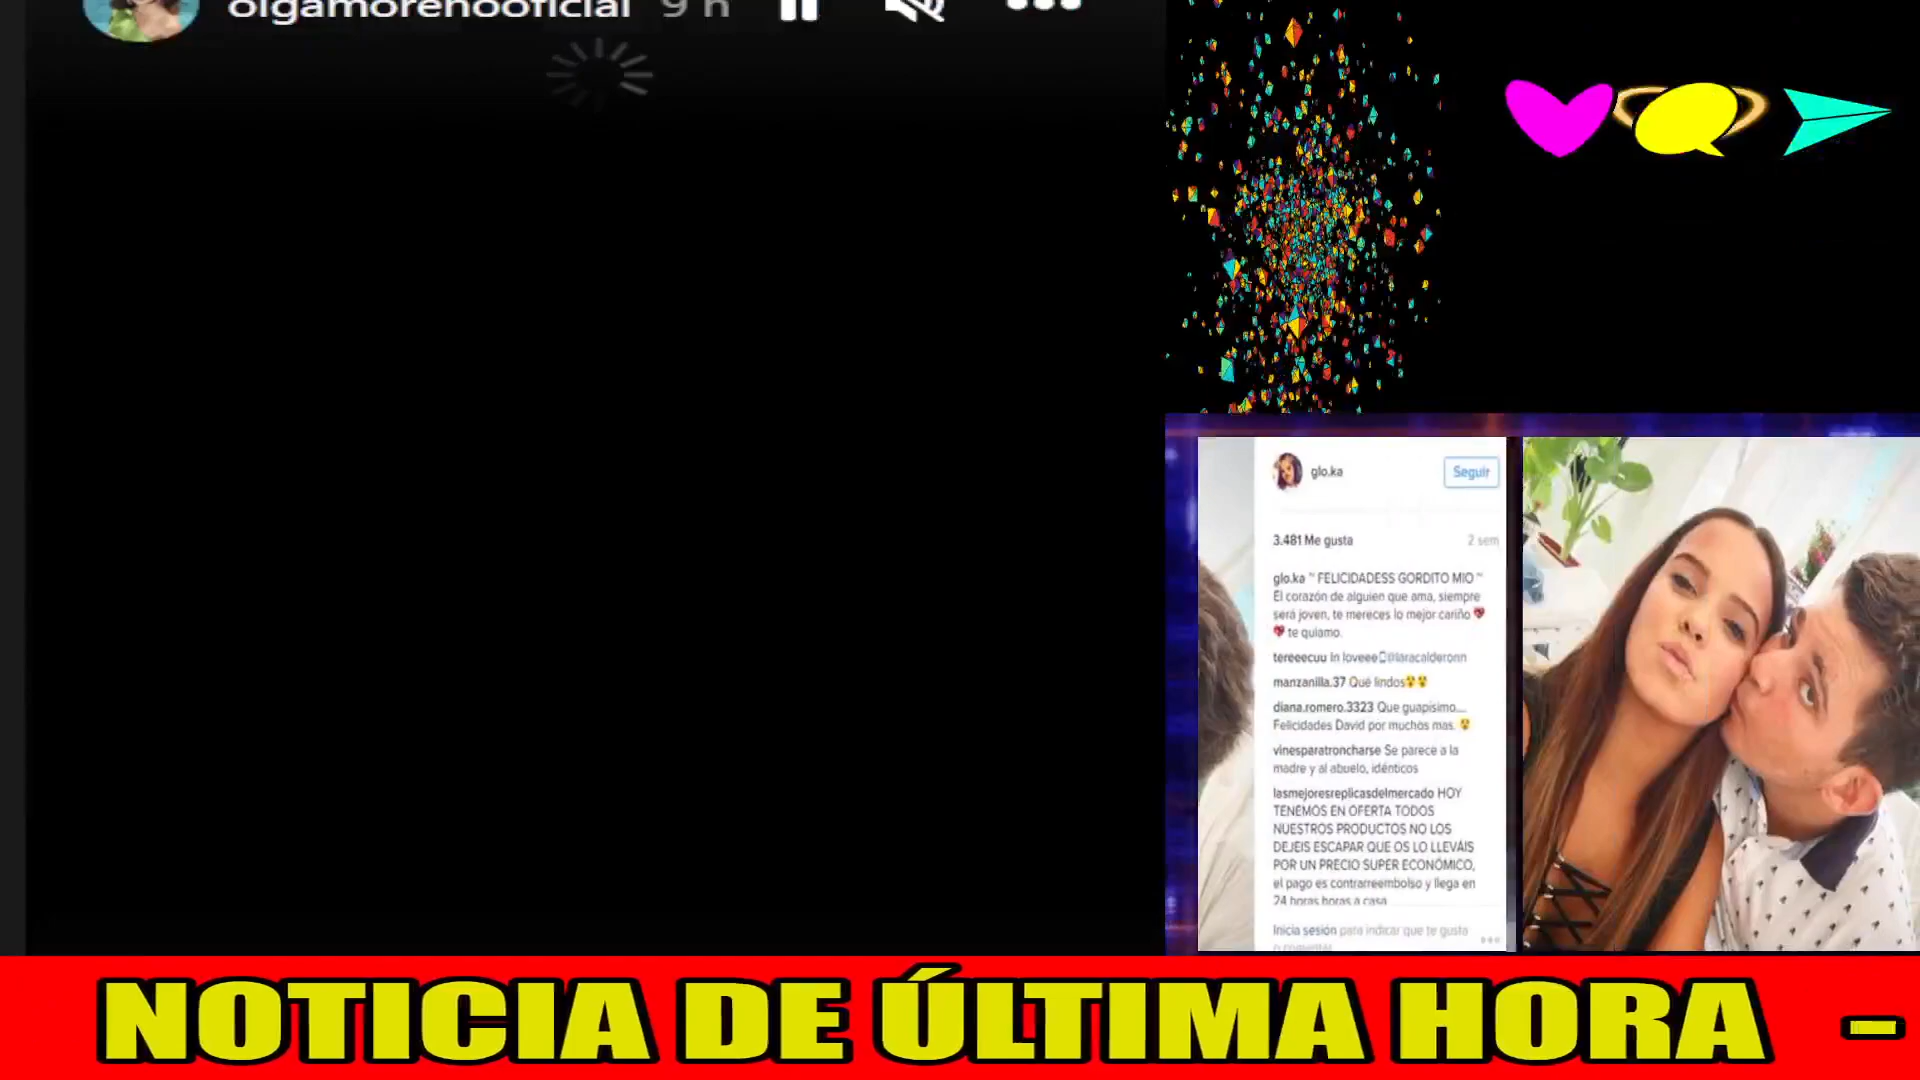 olgamorenooficial 9 h
glo.ka
Seguir
3.481 Me gusta 2 sem
glo.ka " FELICIDADESS GORDITO MIO "
El corazón de alguien que ama, siempre
será joven, te mereces lo mejor cariño
te quiamo.
tereeecuu In loveee @laracalderonn
manzanilla.37 Qué lindos
diana.romero.3323 Que guapisimo....
Felicidades David por muchos mas.
vinesparatroncharse Se parece a la
madre y al abuelo, idénticos
lasmejoresreplicasdelmercado HOY
TENEMOS EN OFERTA TODOS
NUESTROS PRODUCTOS NO LOS
DEJEIS ESCAPAR QUE OS LO LLEVÁIS
POR UN PRECIO SUPER ECONÓMICO,
el pago es contrarreembolso y llega en
24 horas horas a casa
Inicia sesión para indicar que te gusta
o comentar
NOTICIA DE ÚLTIMA HORA –